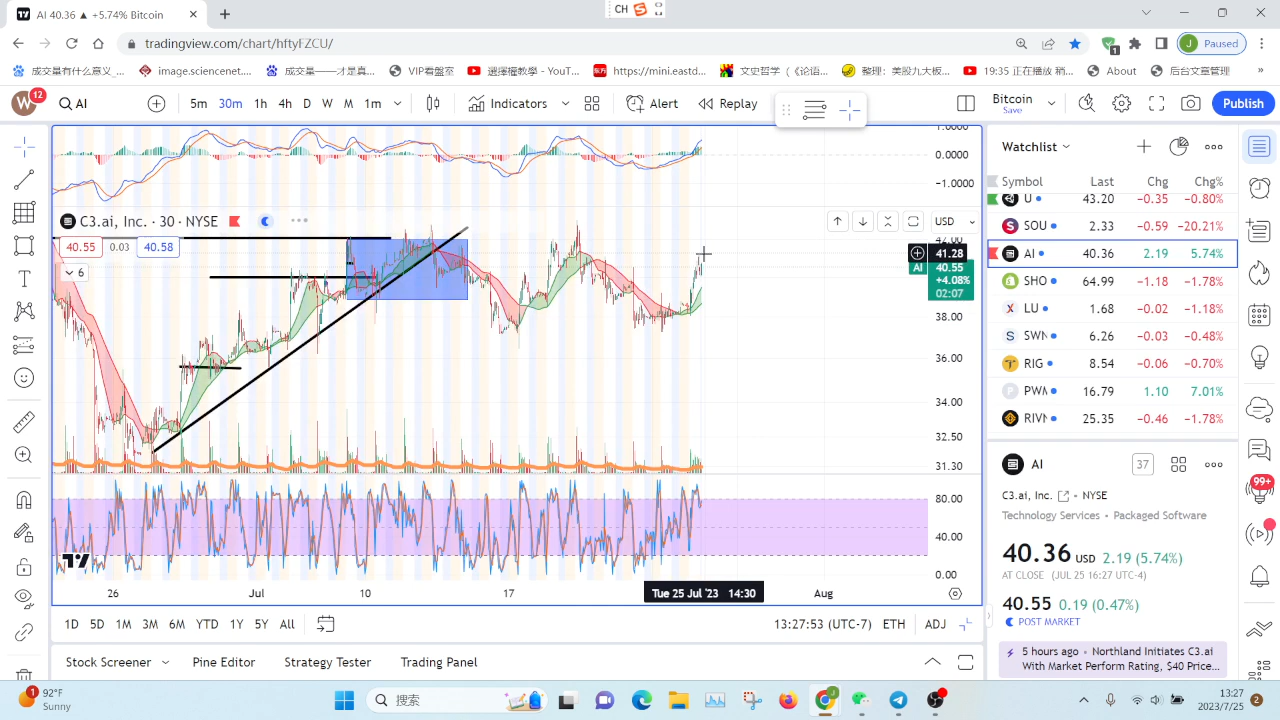 AI 40.36 ▲ +5.74% Bitcoin
CH
tradingview.com/chart/hftyFZCU/
1
J Paused
成交量有什么意义_...
image.sciencenet...
成交量——才是真...
VIP看盤室
選擇權教學 - YouT...
https://mini.eastd...
文史哲学（《论语...
整理：美股九大板...
19:35 正在播放 稍...
About
后台文章管理
»
W 12
AI
5m 30m 1h 4h D W M 1m
Indicators
Alert
Replay
Bitcoin
Save
Publish
1.0000
0.0000
−1.0000
C3.ai, Inc. · 30 · NYSE
USD
40.55 0.03 40.58
6
42.00
41.28
AI 40.55
+4.08%
02:07
38.00
36.00
34.00
32.50
31.30
80.00
40.00
0.00
26 Jul 10 17 Tue 25 Jul '23 14:30 Aug
1D 5D 1M 3M 6M YTD 1Y 5Y All
13:27:53 (UTC-7) ETH ADJ
Stock Screener Pine Editor Strategy Tester Trading Panel
Watchlist
Symbol Last Chg Chg%
U 43.20 −0.35 −0.80%
SOU 2.33 −0.59 −20.21%
AI 40.36 2.19 5.74%
SHO 64.99 −1.18 −1.78%
LU 1.68 −0.02 −1.18%
SWN 6.26 −0.03 −0.48%
RIG 8.54 −0.06 −0.70%
PWM 16.79 1.10 7.01%
RIVN 25.35 −0.46 −1.78%
AI
37
C3.ai, Inc. • NYSE
Technology Services • Packaged Software
40.36 USD 2.19 (5.74%)
AT CLOSE (JUL 25 16:27 UTC-4)
40.55 0.19 (0.47%)
POST MARKET
5 hours ago • Northland Initiates C3.ai
With Market Perform Rating, $40 Price...
99+
1
92°F
Sunny
搜索
13:27
2023/7/25
2